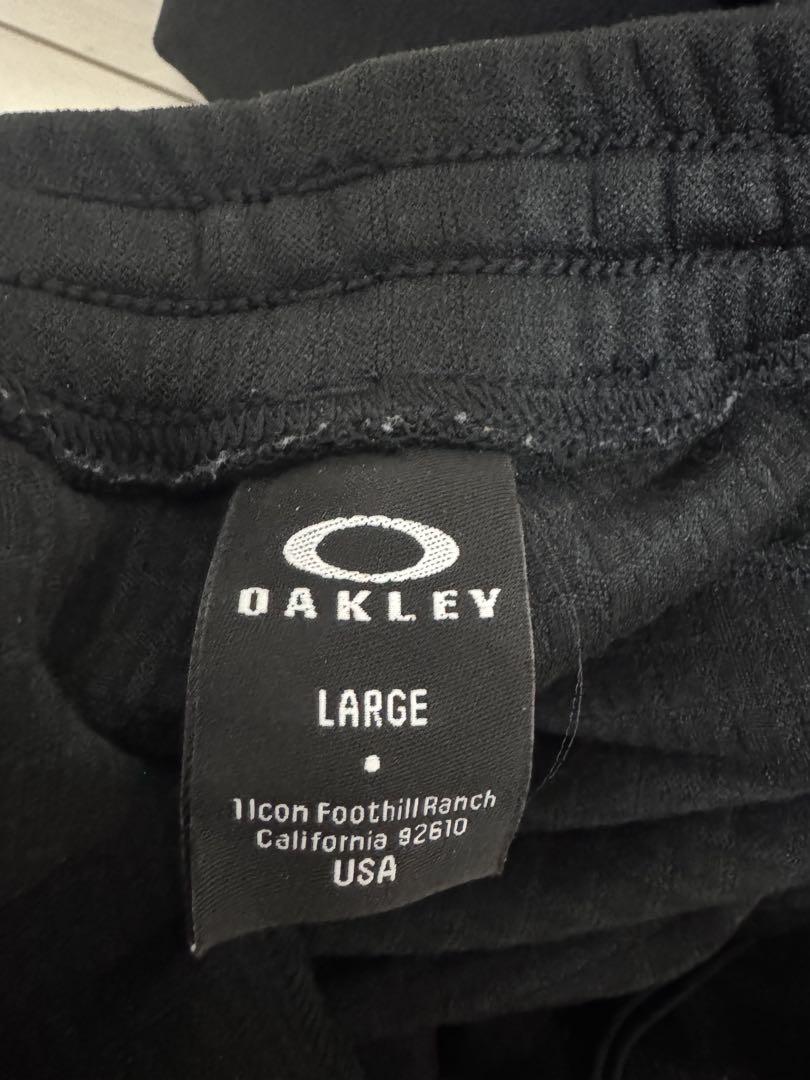 OAKLEY
LARGE
1 Icon Foothill Ranch
California 92610
USA